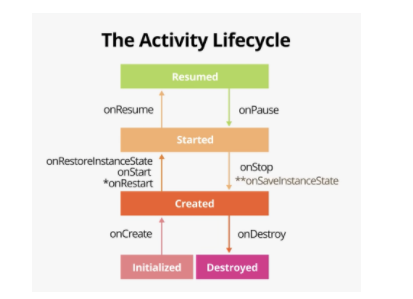 The Activity Lifecycle
Resumed
onResume
onPause
Started
onRestoreInstanceState
onStart
*onRestart
onStop
**onSaveInstanceState
Created
onCreate
onDestroy
Initialized
Destroyed